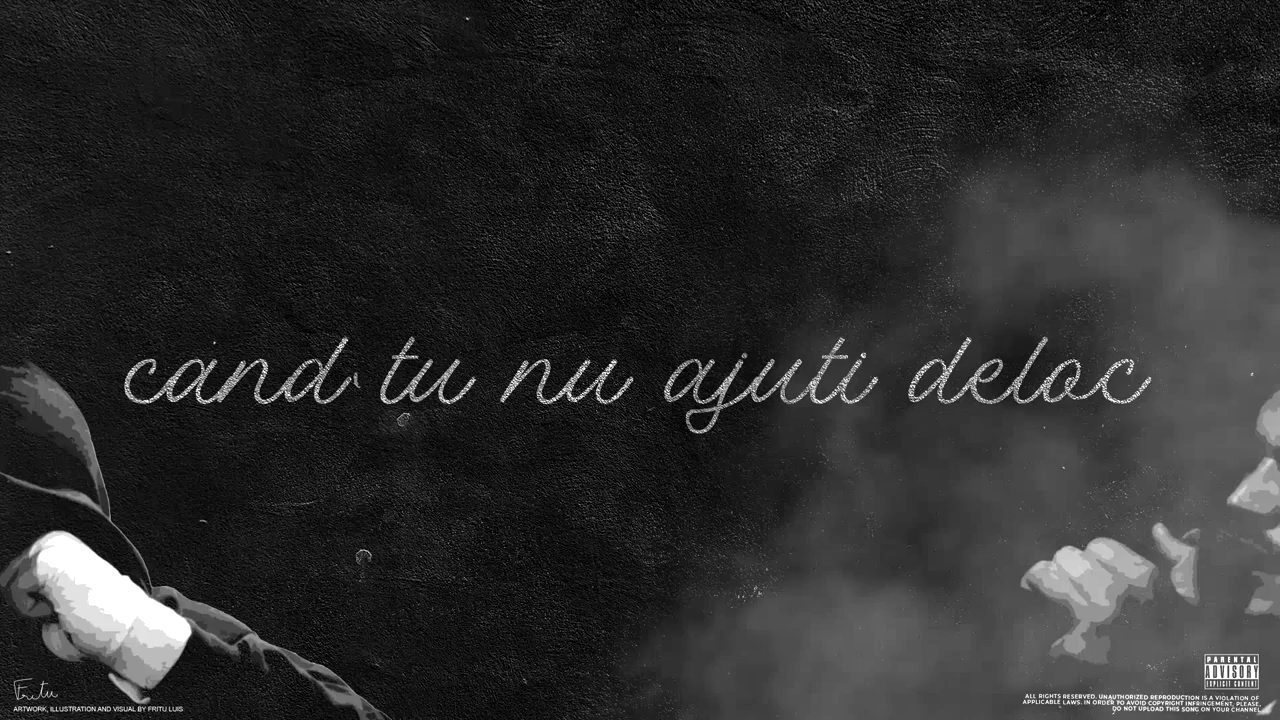 cand tu nu ajuti deloc
PARENTAL
ADVISORY
EXPLICIT CONTENT
Fritu
ARTWORK, ILLUSTRATION AND VISUAL BY FRITU LUIS
ALL RIGHTS RESERVED. UNAUTHORIZED REPRODUCTION IS A VIOLATION OF
APPLICABLE LAWS. IN ORDER TO AVOID COPYRIGHT INFRINGEMENT, PLEASE,
DO NOT UPLOAD THIS SONG ON YOUR CHANNEL.